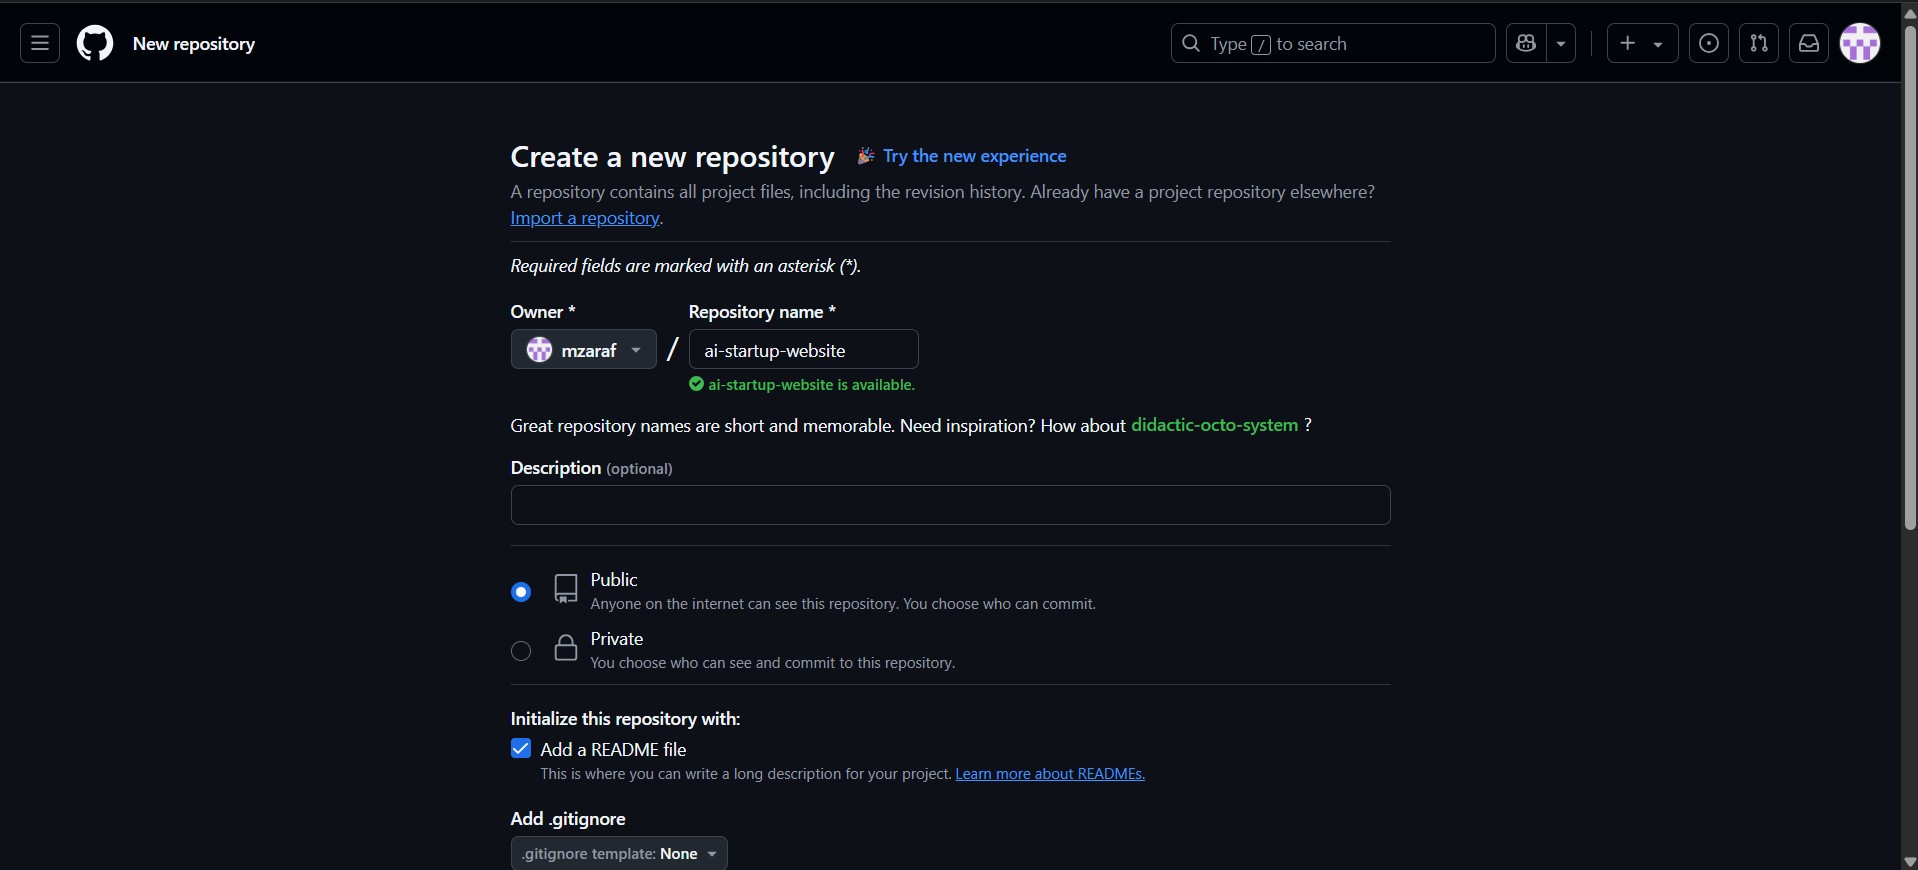 New repository
Type / to search
Create a new repository Try the new experience
A repository contains all project files, including the revision history. Already have a project repository elsewhere?
Import a repository.
Required fields are marked with an asterisk (*).
Owner * Repository name *
mzaraf / ai-startup-website
ai-startup-website is available.
Great repository names are short and memorable. Need inspiration? How about didactic-octo-system ?
Description (optional)
Public
Anyone on the internet can see this repository. You choose who can commit.
Private
You choose who can see and commit to this repository.
Initialize this repository with:
Add a README file
This is where you can write a long description for your project. Learn more about READMEs.
Add .gitignore
.gitignore template: None